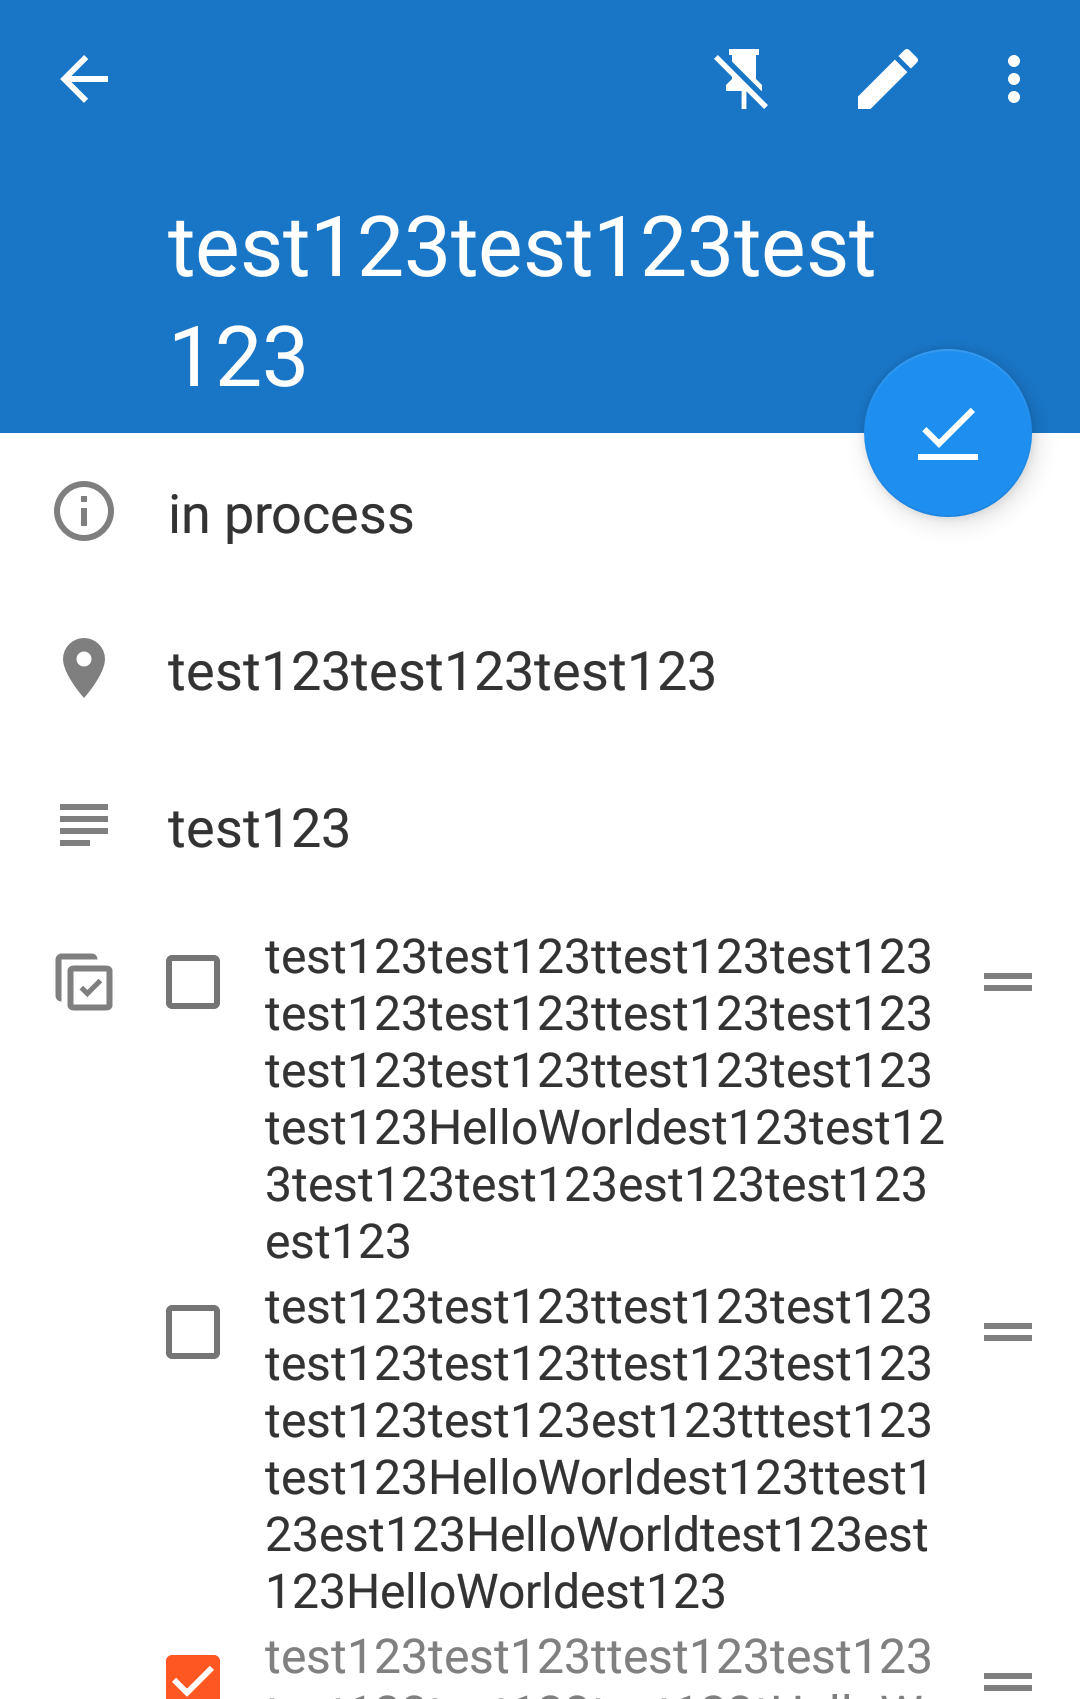 test123test123test
123
in process
test123test123test123
test123
test123test123ttest123test123
test123test123ttest123test123
test123test123ttest123test123
test123HelloWorldest123test12
3test123test123est123test123
est123
test123test123ttest123test123
test123test123ttest123test123
test123test123est123tttest123
test123HelloWorldest123ttest1
23est123HelloWorldtest123est
123HelloWorldest123
test123test123ttest123test123